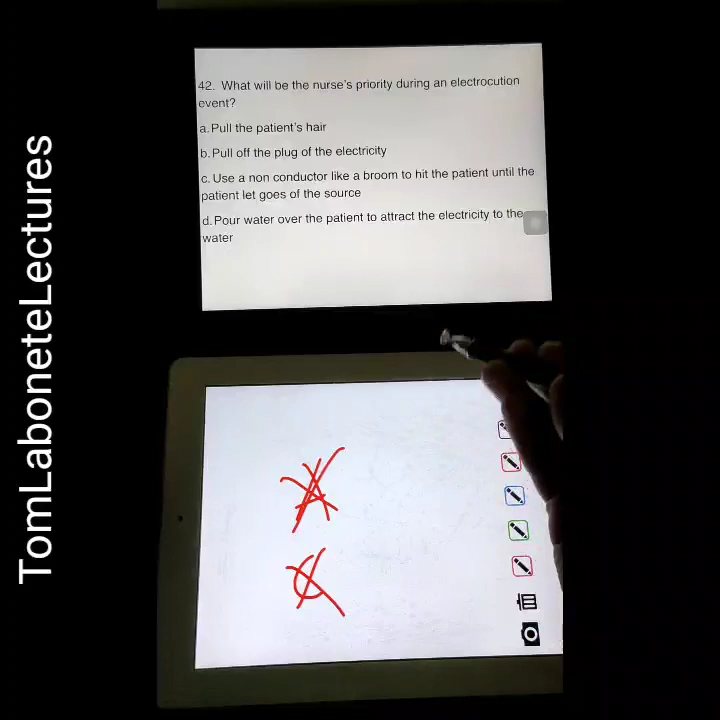 TomLaboneteLectures
42. What will be the nurse's priority during an electrocution
event?
a. Pull the patient's hair
b. Pull off the plug of the electricity
c. Use a non conductor like a broom to hit the patient until the
patient let goes of the source
d. Pour water over the patient to attract the electricity to the
water